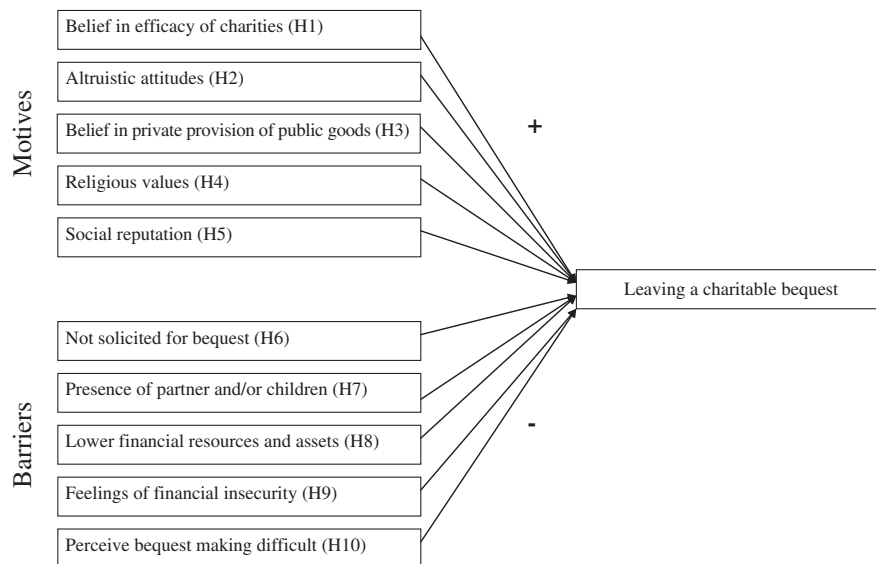 Motives
Belief in efficacy of charities (H1)
Altruistic attitudes (H2)
Belief in private provision of public goods (H3)
Religious values (H4)
Social reputation (H5)
+
Leaving a charitable bequest
Barriers
Not solicited for bequest (H6)
Presence of partner and/or children (H7)
Lower financial resources and assets (H8)
Feelings of financial insecurity (H9)
Perceive bequest making difficult (H10)
-